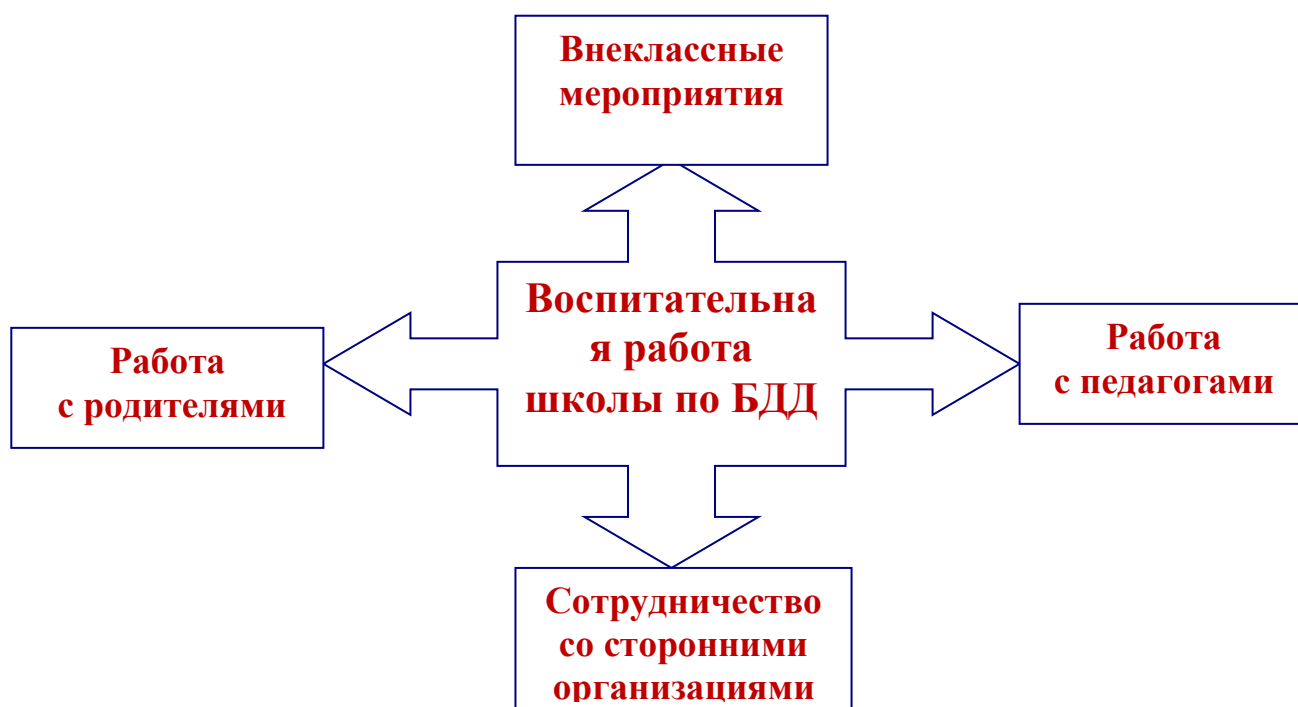 Внеклассные
мероприятия
Воспитательна
я работа
школы по БДД
Работа
с родителями
Работа
с педагогами
Сотрудничество
со сторонними
организациями